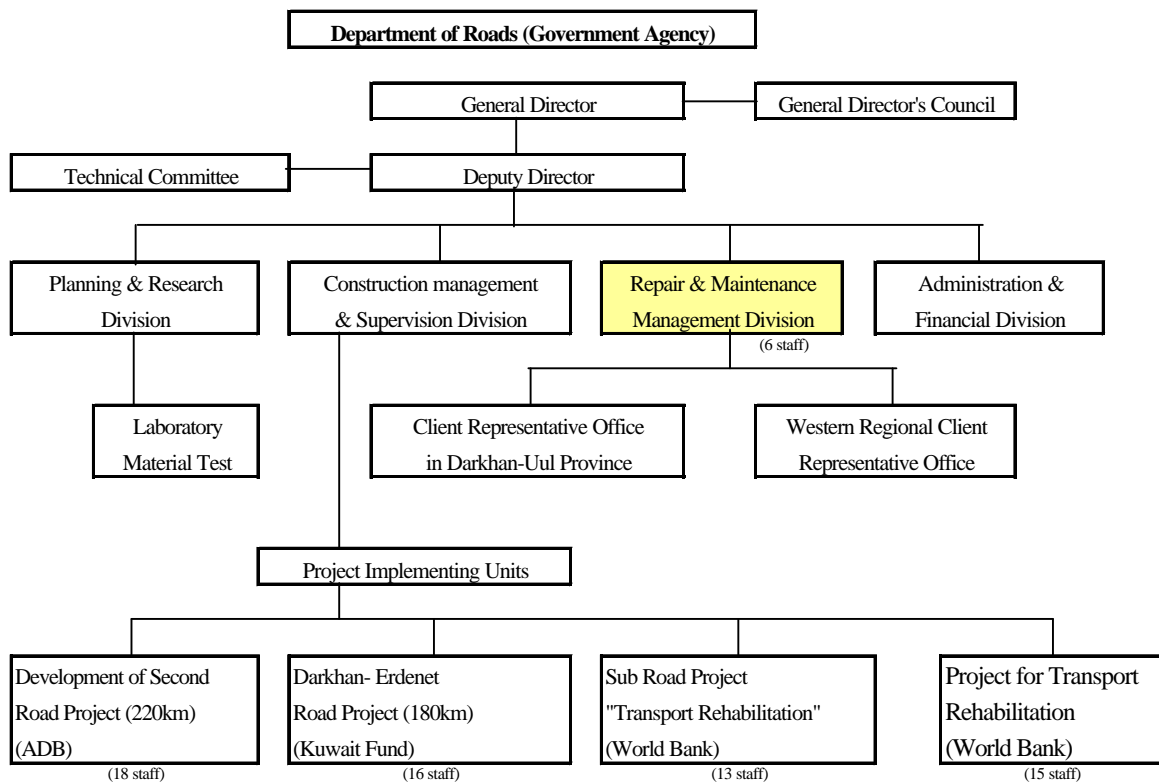 Department of Roads (Government Agency)
General Director
General Director's Council
Technical Committee
Deputy Director
Planning & Research
Division
Construction management
& Supervision Division
Repair & Maintenance
Management Division
(6 staff)
Administration &
Financial Division
Laboratory
Material Test
Client Representative Office
in Darkhan-Uul Province
Western Regional Client
Representative Office
Project Implementing Units
Development of Second
Road Project (220km)
(ADB)
(18 staff)
Darkhan- Erdenet
Road Project (180km)
(Kuwait Fund)
(16 staff)
Sub Road Project
"Transport Rehabilitation"
(World Bank)
(13 staff)
Project for Transport
Rehabilitation
(World Bank)
(15 staff)